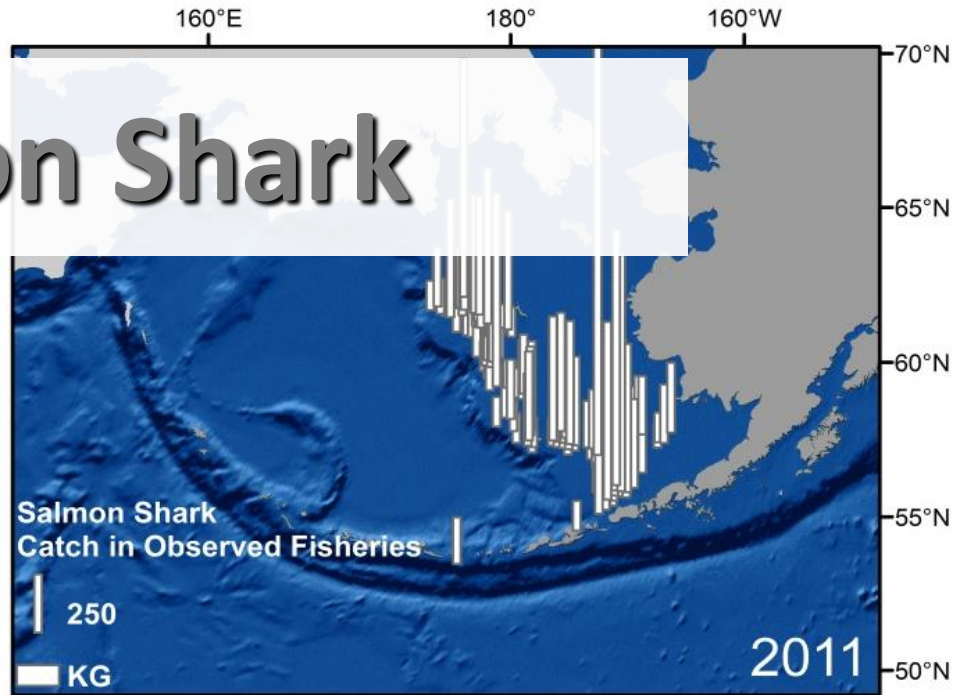 160°E 180° 160°W
70°N
on Shark
65°N
60°N
55°N
Salmon Shark
Catch in Observed Fisheries
250
KG
2011
50°N